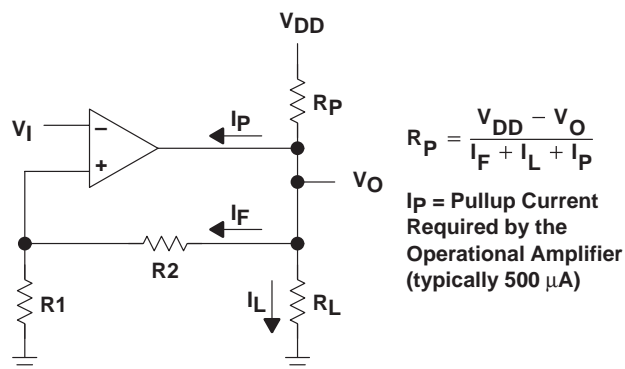 VDD
RP
IP
VI
−
+
VO
IF
R2
R1
IL
RL
RP = VDD − VO / IF + IL + IP
IP = Pullup Current
Required by the
Operational Amplifier
(typically 500 μA)